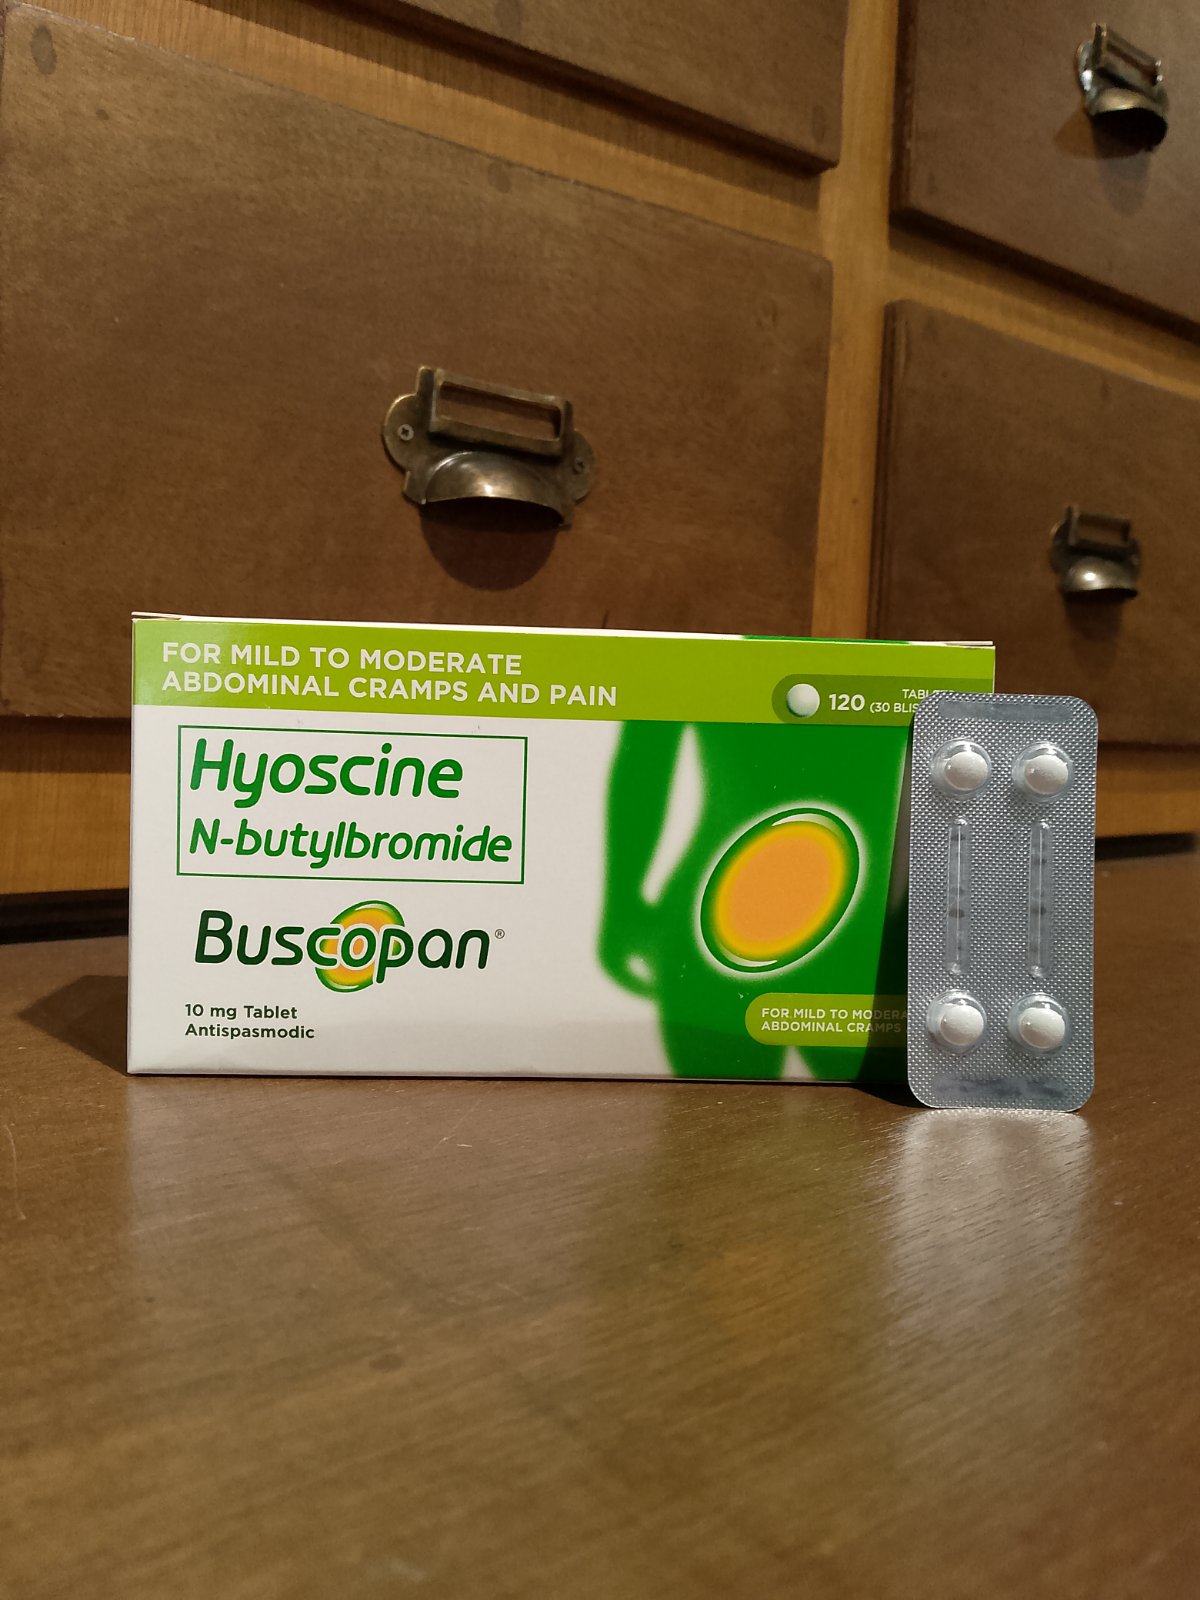 FOR MILD TO MODERATE
ABDOMINAL CRAMPS AND PAIN
120 (30
Hyoscine
N-butylbromide
Buscopan®
10 mg Tablet
Antispasmodic
FOR MILD TO
ABDOMINAL CRAMPS